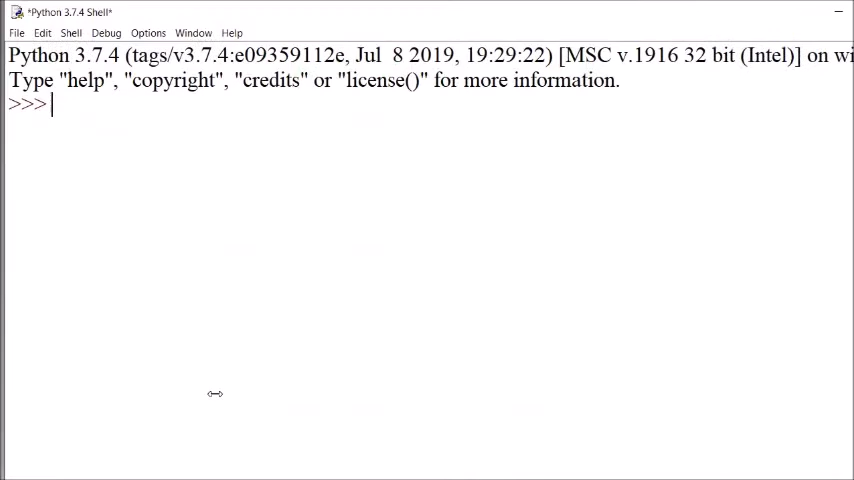 *Python 3.7.4 Shell*
File Edit Shell Debug Options Window Help
Python 3.7.4 (tags/v3.7.4:e09359112e, Jul  8 2019, 19:29:22) [MSC v.1916 32 bit (Intel)] on wi
Type "help", "copyright", "credits" or "license()" for more information.
>>>